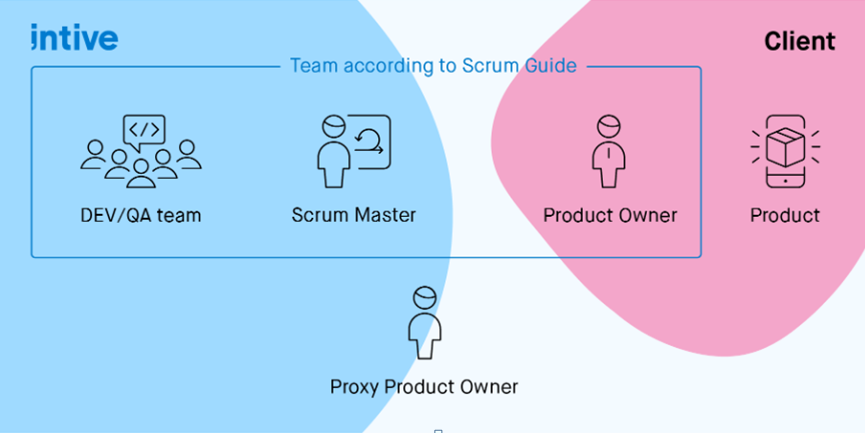 intive
Client
Team according to Scrum Guide
</>
DEV/QA team
Scrum Master
Product Owner
Product
Proxy Product Owner